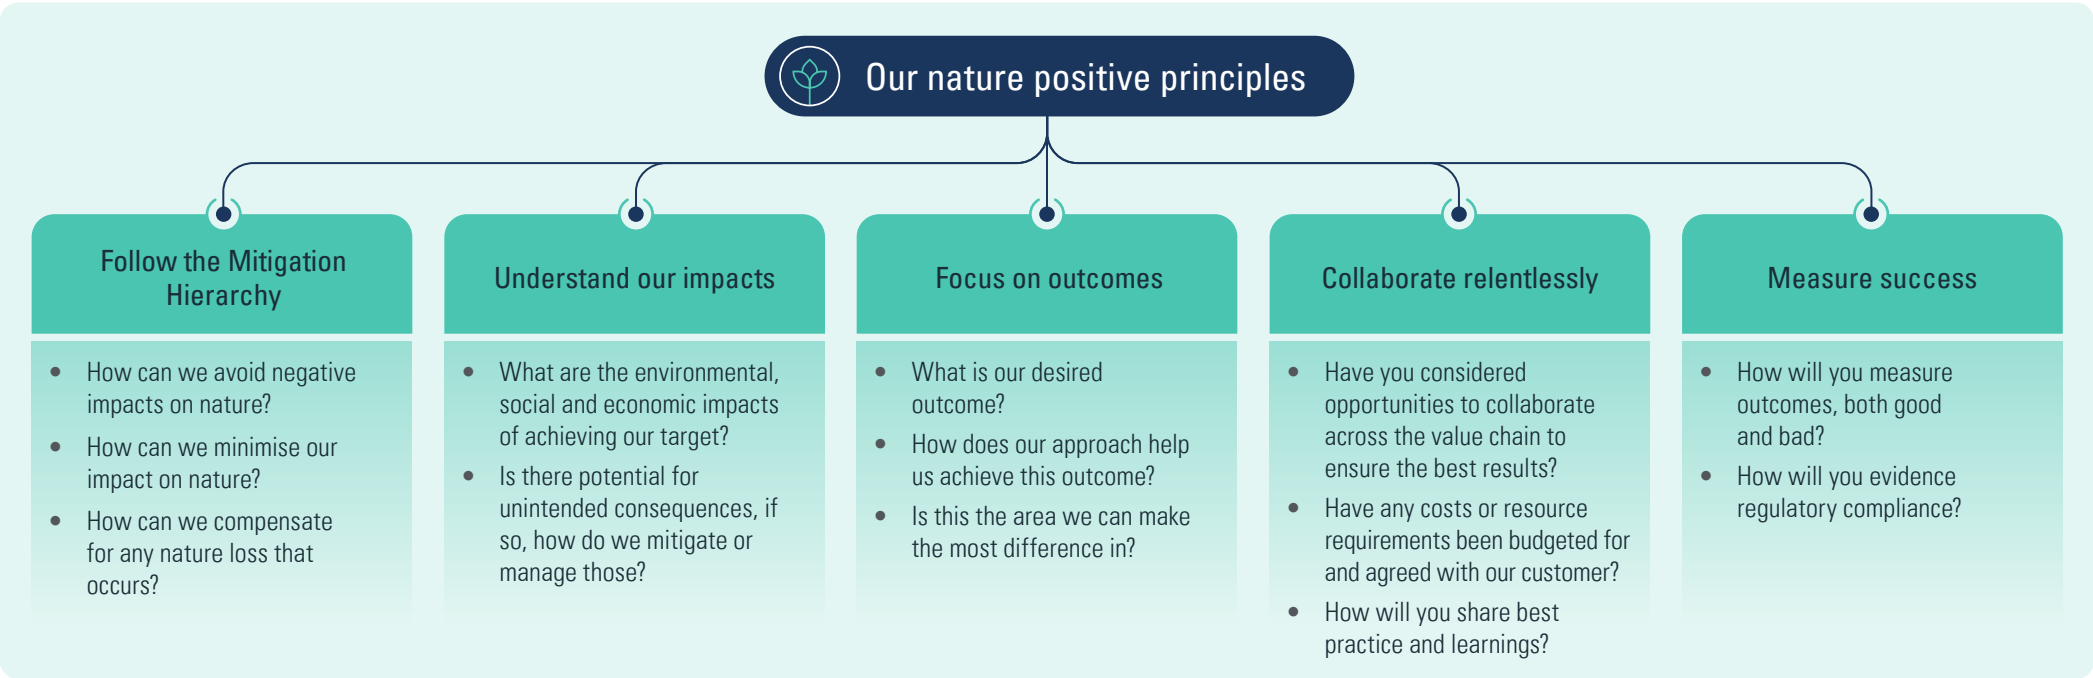 Our nature positive principles
Follow the Mitigation
Hierarchy
• How can we avoid negative
impacts on nature?
• How can we minimise our
impact on nature?
• How can we compensate
for any nature loss that
occurs?
Understand our impacts
• What are the environmental,
social and economic impacts
of achieving our target?
• Is there potential for
unintended consequences, if
so, how do we mitigate or
manage those?
Focus on outcomes
• What is our desired
outcome?
• How does our approach help
us achieve this outcome?
• Is this the area we can make
the most difference in?
Collaborate relentlessly
• Have you considered
opportunities to collaborate
across the value chain to
ensure the best results?
• Have any costs or resource
requirements been budgeted for
and agreed with our customer?
• How will you share best
practice and learnings?
Measure success
• How will you measure
outcomes, both good
and bad?
• How will you evidence
regulatory compliance?